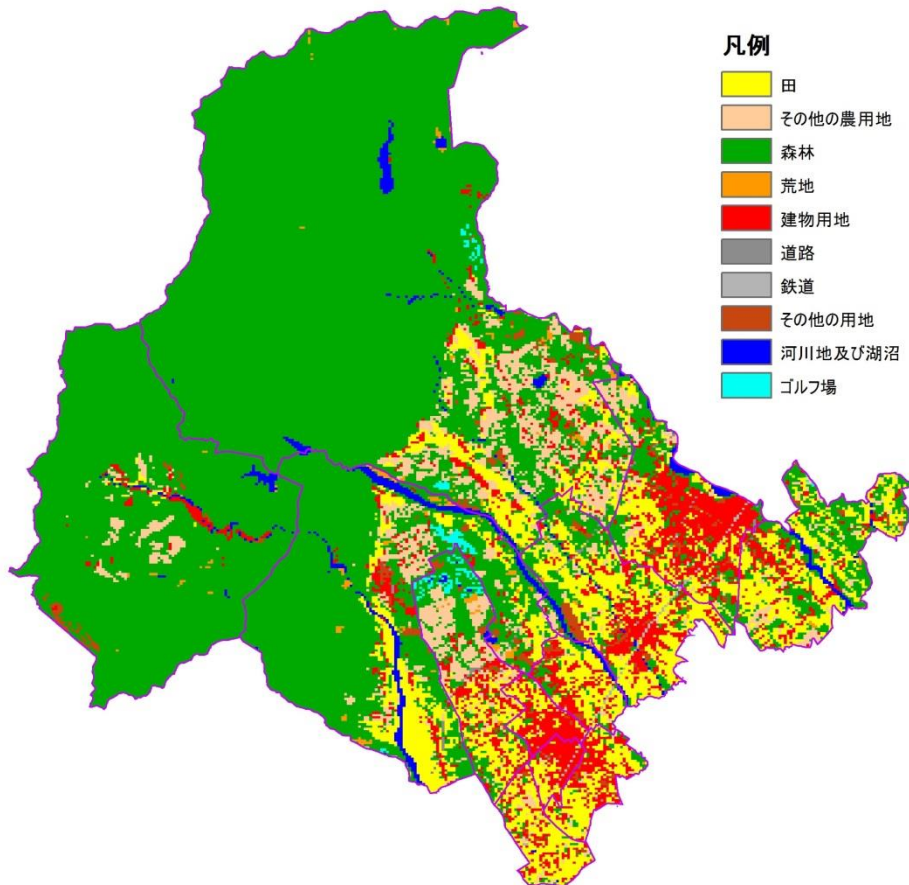 凡例
田
その他の農用地
森林
荒地
建物用地
道路
鉄道
その他の用地
河川地及び湖沼
ゴルフ場